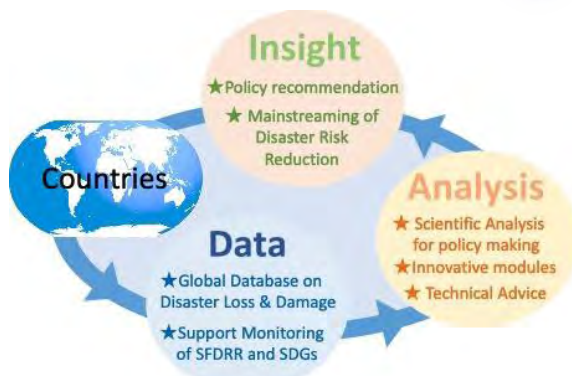 Insight
★Policy recommendation
★ Mainstreaming of
Disaster Risk
Reduction
Countries
Analysis
★ Scientific Analysis
for policy making
★Innovative modules
★ Technical Advice
Data
★Global Database on
Disaster Loss & Damage
★Support Monitoring
of SFDRR and SDGs